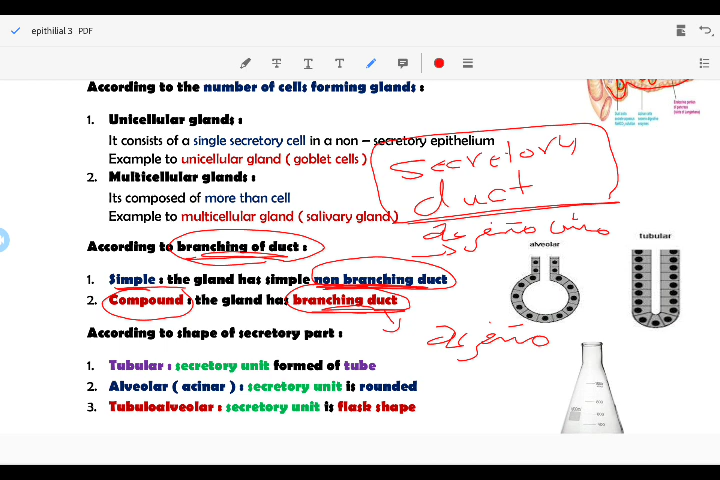 epithilial 3 PDF
According to the number of cells forming glands :
1. Unicellular glands :
It consists of a single secretory cell in a non – secretory epithelium
Example to unicellular gland ( goblet cells )
2. Multicellular glands :
Its composed of more than cell
Example to multicellular gland ( salivary gland )
secretory
duct
According to branching of duct :
1. Simple : the gland has simple non branching duct
2. Compound : the gland has branching duct
alveolar
tubular
According to shape of secretory part :
1. Tubular : secretory unit formed of tube
2. Alveolar ( acinar ) : secretory unit is rounded
3. Tubuloalveolar : secretory unit is flask shape